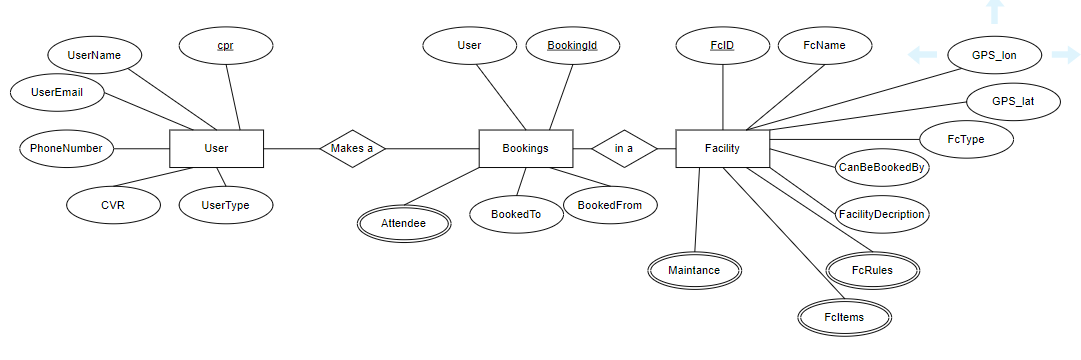 UserName
cpr
User
BookingId
FcID
FcName
GPS_lon
UserEmail
GPS_lat
PhoneNumber
User
Makes a
Bookings
in a
Facility
FcType
CanBeBookedBy
CVR
UserType
Attendee
BookedTo
BookedFrom
FacilityDecription
Maintance
FcRules
FcItems